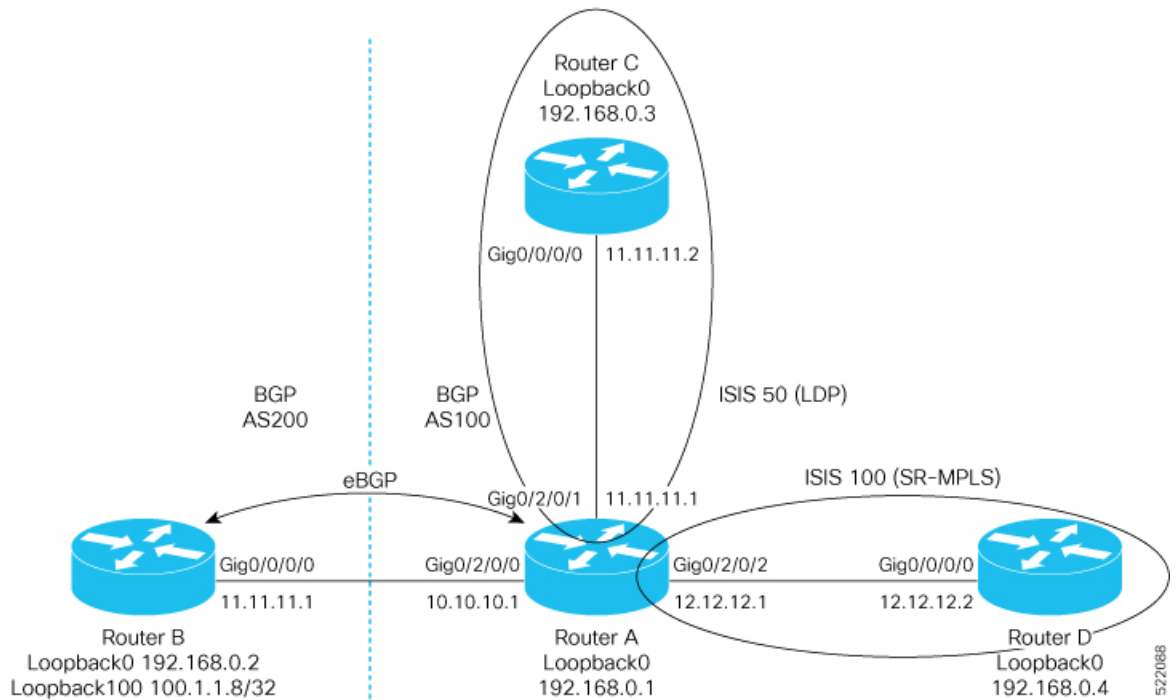 Router C
Loopback0
192.168.0.3
Gig0/0/0/0
11.11.11.2
BGP
AS200
BGP
AS100
ISIS 50 (LDP)
eBGP
Gig0/2/0/1
11.11.11.1
ISIS 100 (SR-MPLS)
Gig0/0/0/0
Gig0/2/0/0
Gig0/2/0/2
Gig0/0/0/0
11.11.11.1
10.10.10.1
12.12.12.1
12.12.12.2
Router B
Loopback0 192.168.0.2
Loopback100 100.1.1.8/32
Router A
Loopback0
192.168.0.1
Router D
Loopback0
192.168.0.4
522088